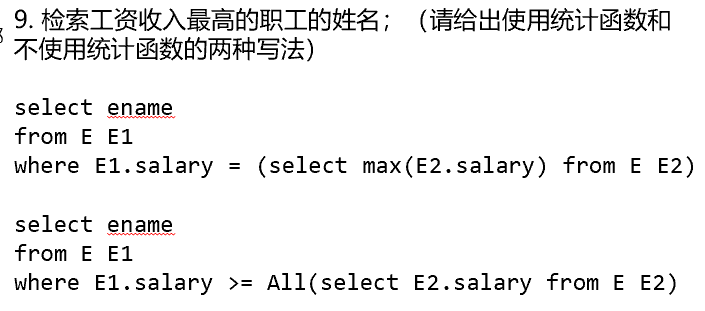 9. 检索工资收入最高的职工的姓名；（请给出使用统计函数和
不使用统计函数的两种写法）
select ename
from E E1
where E1.salary = (select max(E2.salary) from E E2)
select ename
from E E1
where E1.salary >= All(select E2.salary from E E2)